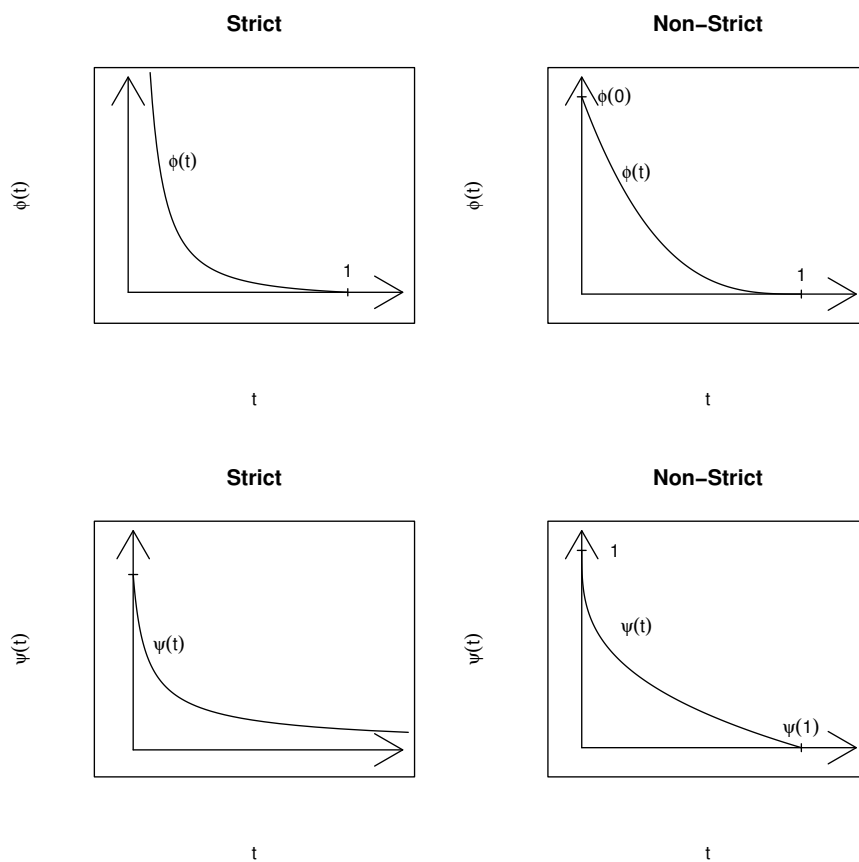 Strict
ϕ(t)
ϕ(t)
1
t
Non−Strict
ϕ(t)
ϕ(0)
ϕ(t)
1
t
Strict
ψ(t)
ψ(t)
t
Non−Strict
ψ(t)
1
ψ(t)
ψ(1)
t